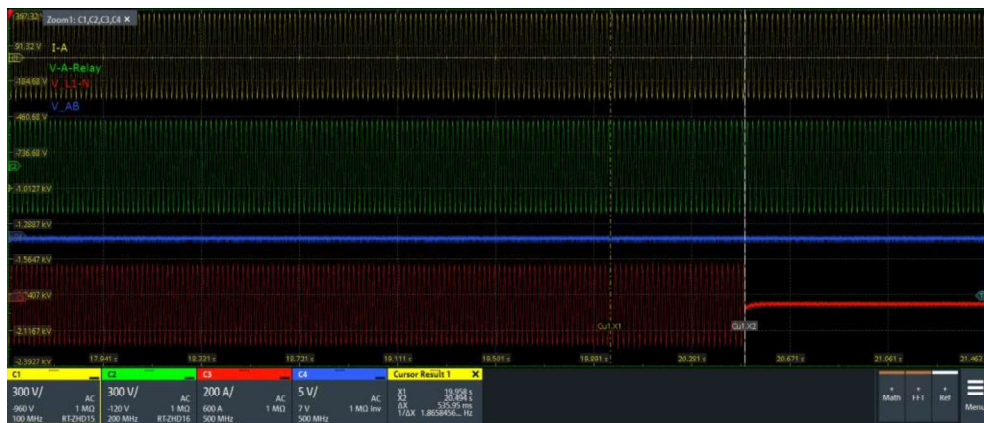 367.32
Zoom1: C1,C2,C3,C4 ×
91.32 V
I-A
V-A-Relay
-184.68 V
V_L1-N
V_AB
-460.68 V
-736.68 V
-1.0127 kV
-1.2887 kV
-1.5647 kV
-2.1167 kV
Cu1.X1
Cu1.X2
-2.3927 kV
17.941 s
18.221 s
18.731 s
19.111 s
19.501 s
19.891 s
20.281 s
20.671 s
21.061 s
21.463
C1
C2
C3
C4
Cursor Result 1 ×
300 V/
AC
300 V/
AC
200 A/
AC
5 V/
AC
X1 19.958 s
X2 20.494 s
ΔX 535.95 ms
1/ΔX 1.8658456... Hz
-960 V
1 MΩ
-120 V
1 MΩ
600 A
1 MΩ
7 V
1 MΩ Inv
100 MHz
RT-ZHD15
200 MHz
RT-ZHD16
500 MHz
500 MHz
+
Math
+
FFT
+
Ref
Menu